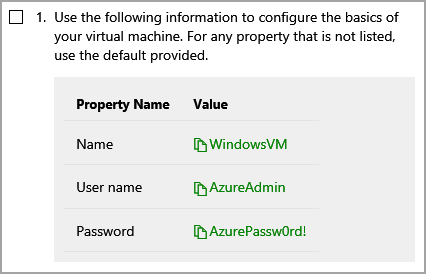 1. Use the following information to configure the basics of
your virtual machine. For any property that is not listed,
use the default provided.
Property Name Value
Name WindowsVM
User name AzureAdmin
Password AzurePassw0rd!